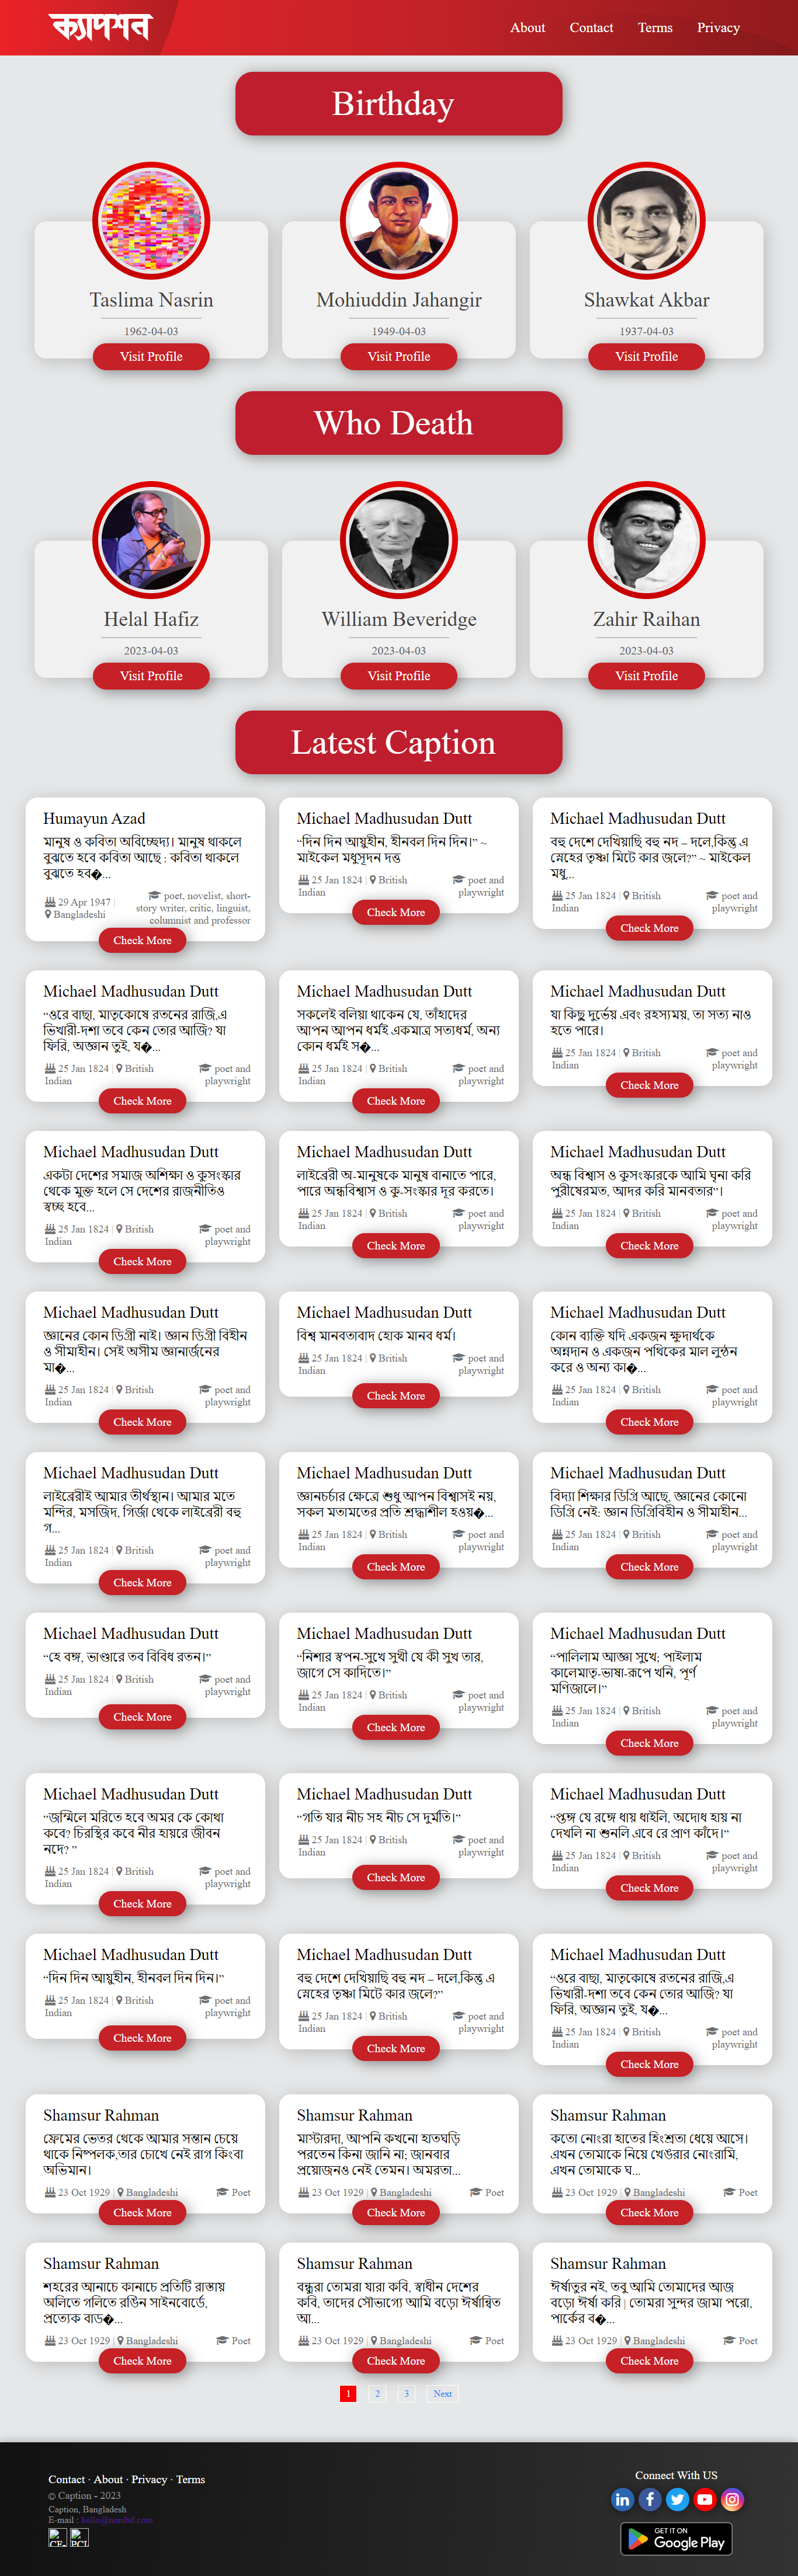 ক্যাপশন
About Contact Terms Privacy
Birthday
Taslima Nasrin
1962-04-03
Visit Profile
Mohiuddin Jahangir
1949-04-03
Visit Profile
Shawkat Akbar
1937-04-03
Visit Profile
Who Death
Helal Hafiz
2023-04-03
Visit Profile
William Beveridge
2023-04-03
Visit Profile
Zahir Raihan
2023-04-03
Visit Profile
Latest Caption
Humayun Azad
মানুষ ও কবিতা অবিচ্ছেদ্য। মানুষ থাকলে
বুঝতে হবে কবিতা আছে : কবিতা থাকলে
বুঝতে হব�...
29 Apr 1947 |
Bangladeshi
poet, novelist, short-
story writer, critic, linguist,
columnist and professor
Check More
Michael Madhusudan Dutt
“দিন দিন আয়ুহীন, হীনবল দিন দিন।” ~
মাইকেল মধুসূদন দত্ত
25 Jan 1824 | British
Indian
poet and
playwright
Check More
Michael Madhusudan Dutt
বহু দেশে দেখিয়াছি বহু নদ – দলে,কিন্তু এ
স্নেহের তৃষ্ণা মিটে কার জলে?” ~ মাইকেল
মধু...
25 Jan 1824 | British
Indian
poet and
playwright
Check More
Michael Madhusudan Dutt
“ওরে বাছা, মাতৃকোষে রতনের রাজি,এ
ভিখারী-দশা তবে কেন তোর আজি? যা
ফিরি, অজ্ঞান তুই, য�...
25 Jan 1824 | British
Indian
poet and
playwright
Check More
Michael Madhusudan Dutt
সকলেই বলিয়া থাকেন যে, তাঁহাদের
আপন আপন ধর্মই একমাত্র সত্যধর্ম, অন্য
কোন ধর্মই স�...
25 Jan 1824 | British
Indian
poet and
playwright
Check More
Michael Madhusudan Dutt
যা কিছু দুর্ভেয় এবং রহস্যময়, তা সত্য নাও
হতে পারে।
25 Jan 1824 | British
Indian
poet and
playwright
Check More
Michael Madhusudan Dutt
একটা দেশের সমাজ অশিক্ষা ও কুসংস্কার
থেকে মুক্ত হলে সে দেশের রাজনীতিও
স্বচ্ছ হবে...
25 Jan 1824 | British
Indian
poet and
playwright
Check More
Michael Madhusudan Dutt
লাইব্রেরী অ-মানুষকে মানুষ বানাতে পারে,
পারে অন্ধবিশ্বাস ও কু-সংস্কার দূর করতে।
25 Jan 1824 | British
Indian
poet and
playwright
Check More
Michael Madhusudan Dutt
অন্ধ বিশ্বাস ও কুসংস্কারকে আমি ঘৃনা করি
পুরীষেরমত, আদর করি মানবতার”।
25 Jan 1824 | British
Indian
poet and
playwright
Check More
Michael Madhusudan Dutt
জ্ঞানের কোন ডিগ্রী নাই। জ্ঞান ডিগ্রী বিহীন
ও সীমাহীন। সেই অসীম জ্ঞানার্জনের
মা�...
25 Jan 1824 | British
Indian
poet and
playwright
Check More
Michael Madhusudan Dutt
বিশ্ব মানবতাবাদ হোক মানব ধর্ম।
25 Jan 1824 | British
Indian
poet and
playwright
Check More
Michael Madhusudan Dutt
কোন ব্যক্তি যদি একজন ক্ষুদার্থকে
অন্নদান ও একজন পথিকের মাল লুন্ঠন
করে ও অন্য কা�...
25 Jan 1824 | British
Indian
poet and
playwright
Check More
Michael Madhusudan Dutt
লাইব্রেরীই আমার তীর্থস্থান। আমার মতে
মন্দির, মসজিদ, গির্জা থেকে লাইব্রেরী বহু
গ...
25 Jan 1824 | British
Indian
poet and
playwright
Check More
Michael Madhusudan Dutt
জ্ঞানচর্চার ক্ষেত্রে শুধু আপন বিশ্বাসই নয়,
সকল মতামতের প্রতি শ্রদ্ধাশীল হওয়�...
25 Jan 1824 | British
Indian
poet and
playwright
Check More
Michael Madhusudan Dutt
বিদ্যা শিক্ষার ডিগ্রি আছে, জ্ঞানের কোনো
ডিগ্রি নেই: জ্ঞান ডিগ্রিবিহীন ও সীমাহীন...
25 Jan 1824 | British
Indian
poet and
playwright
Check More
Michael Madhusudan Dutt
“হে বঙ্গ, ভাণ্ডারে তব বিবিধ রতন।”
25 Jan 1824 | British
Indian
poet and
playwright
Check More
Michael Madhusudan Dutt
“নিশার স্বপন-সুখে সুখী যে কী সুখ তার,
জাগে সে কাদিতে।”
25 Jan 1824 | British
Indian
poet and
playwright
Check More
Michael Madhusudan Dutt
“পালিলাম আজ্ঞা সুখে; পাইলাম
কালেমাতৃ-ভাষা-রূপে খনি, পূর্ণ
মণিজালে।”
25 Jan 1824 | British
Indian
poet and
playwright
Check More
Michael Madhusudan Dutt
“জন্মিলে মরিতে হবে অমর কে কোথা
কবে? চিরস্থির কবে নীর হায়রে জীবন
নদে? ”
25 Jan 1824 | British
Indian
poet and
playwright
Check More
Michael Madhusudan Dutt
“গতি যার নীচ সহ নীচ সে দুর্মতি।”
25 Jan 1824 | British
Indian
poet and
playwright
Check More
Michael Madhusudan Dutt
যে রঙ্গে ধায় ধাইলি, অবোধ হায় না
দেখলি না শুনলি এবে রে প্রাণ কাঁদে।”
25 Jan 1824 | British
Indian
poet and
playwright
Check More
Michael Madhusudan Dutt
“দিন দিন আয়ুহীন, হীনবল দিন দিন।”
25 Jan 1824 | British
Indian
poet and
playwright
Check More
Michael Madhusudan Dutt
বহু দেশে দেখিয়াছি বহু নদ – দলে,কিন্তু এ
স্নেহের তৃষ্ণা মিটে কার জলে?”
25 Jan 1824 | British
Indian
poet and
playwright
Check More
Michael Madhusudan Dutt
“ওরে বাছা, মাতৃকোষে রতনের রাজি,এ
ভিখারী-দশা তবে কেন তোর আজি? যা
ফিরি, অজ্ঞান তুই, য�...
25 Jan 1824 | British
Indian
poet and
playwright
Check More
Shamsur Rahman
ফ্রেমের ভেতর থেকে আমার সন্তান চেয়ে
থাকে নিষ্পলক,তার চোখে নেই রাগ কিংবা
অভিমান।
23 Oct 1929 | Bangladeshi
Poet
Check More
Shamsur Rahman
মাস্টারদা, আপনি কখনো হাতঘড়ি
পরতেন কিনা জানি না; জানবার
প্রয়োজনও নেই তেমন। অমরতা...
23 Oct 1929 | Bangladeshi
Poet
Check More
Shamsur Rahman
কতো নোংরা হাতের হিংশ্রতা ধেয়ে আসে।
এখন তোমাকে নিয়ে খেঙরার নোংরামি,
এখন তোমাকে ঘ...
23 Oct 1929 | Bangladeshi
Poet
Check More
Shamsur Rahman
শহরের আনাচে কানাচে প্রতিটি রাস্তায়
অলিতে গলিতে রঙিন সাইনবোর্ডে,
প্রত্যেক বাড�...
23 Oct 1929 | Bangladeshi
Poet
Check More
Shamsur Rahman
বন্ধুরা তোমরা যারা কবি, স্বাধীন দেশের
কবি, তাদের সৌভাগ্যে আমি বড়ো ঈর্ষান্বিত
আ...
23 Oct 1929 | Bangladeshi
Poet
Check More
Shamsur Rahman
ঈর্ষাতুর নই, তবু আমি তোমাদের আজ
বড়ো ঈর্ষা করি | তোমরা সুন্দর জামা পরো,
পার্কের ব�...
23 Oct 1929 | Bangladeshi
Poet
Check More
1 2 3 Next
Contact · About · Privacy · Terms
© Caption - 2023
Caption, Bangladesh
E-mail : hello@nomibd.com
Connect With US
GET IT ON
Google Play